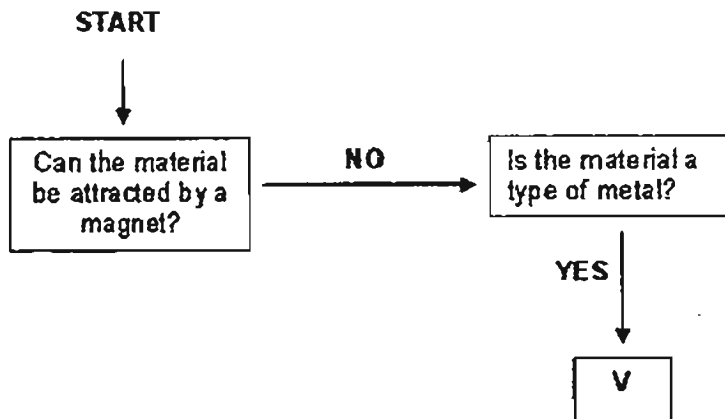 START
Can the material
be attracted by a
magnet?
NO
Is the material a
type of metal?
YES
V